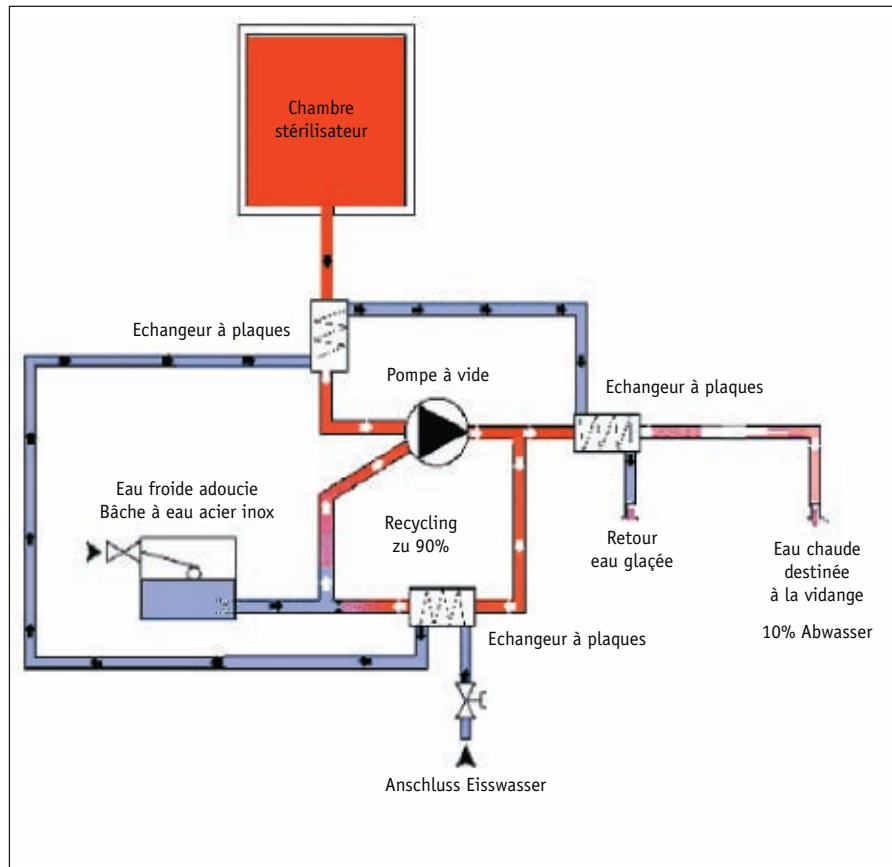 Chambre
stérilisateur
Echangeur à plaques
Pompe à vide
Echangeur à plaques
Eau froide adoucie
Bâche à eau acier inox
Recycling
zu 90%
Retour
eau glaçée
Eau chaude
destinée
à la vidange
10% Abwasser
Echangeur à plaques
Anschluss Eisswasser